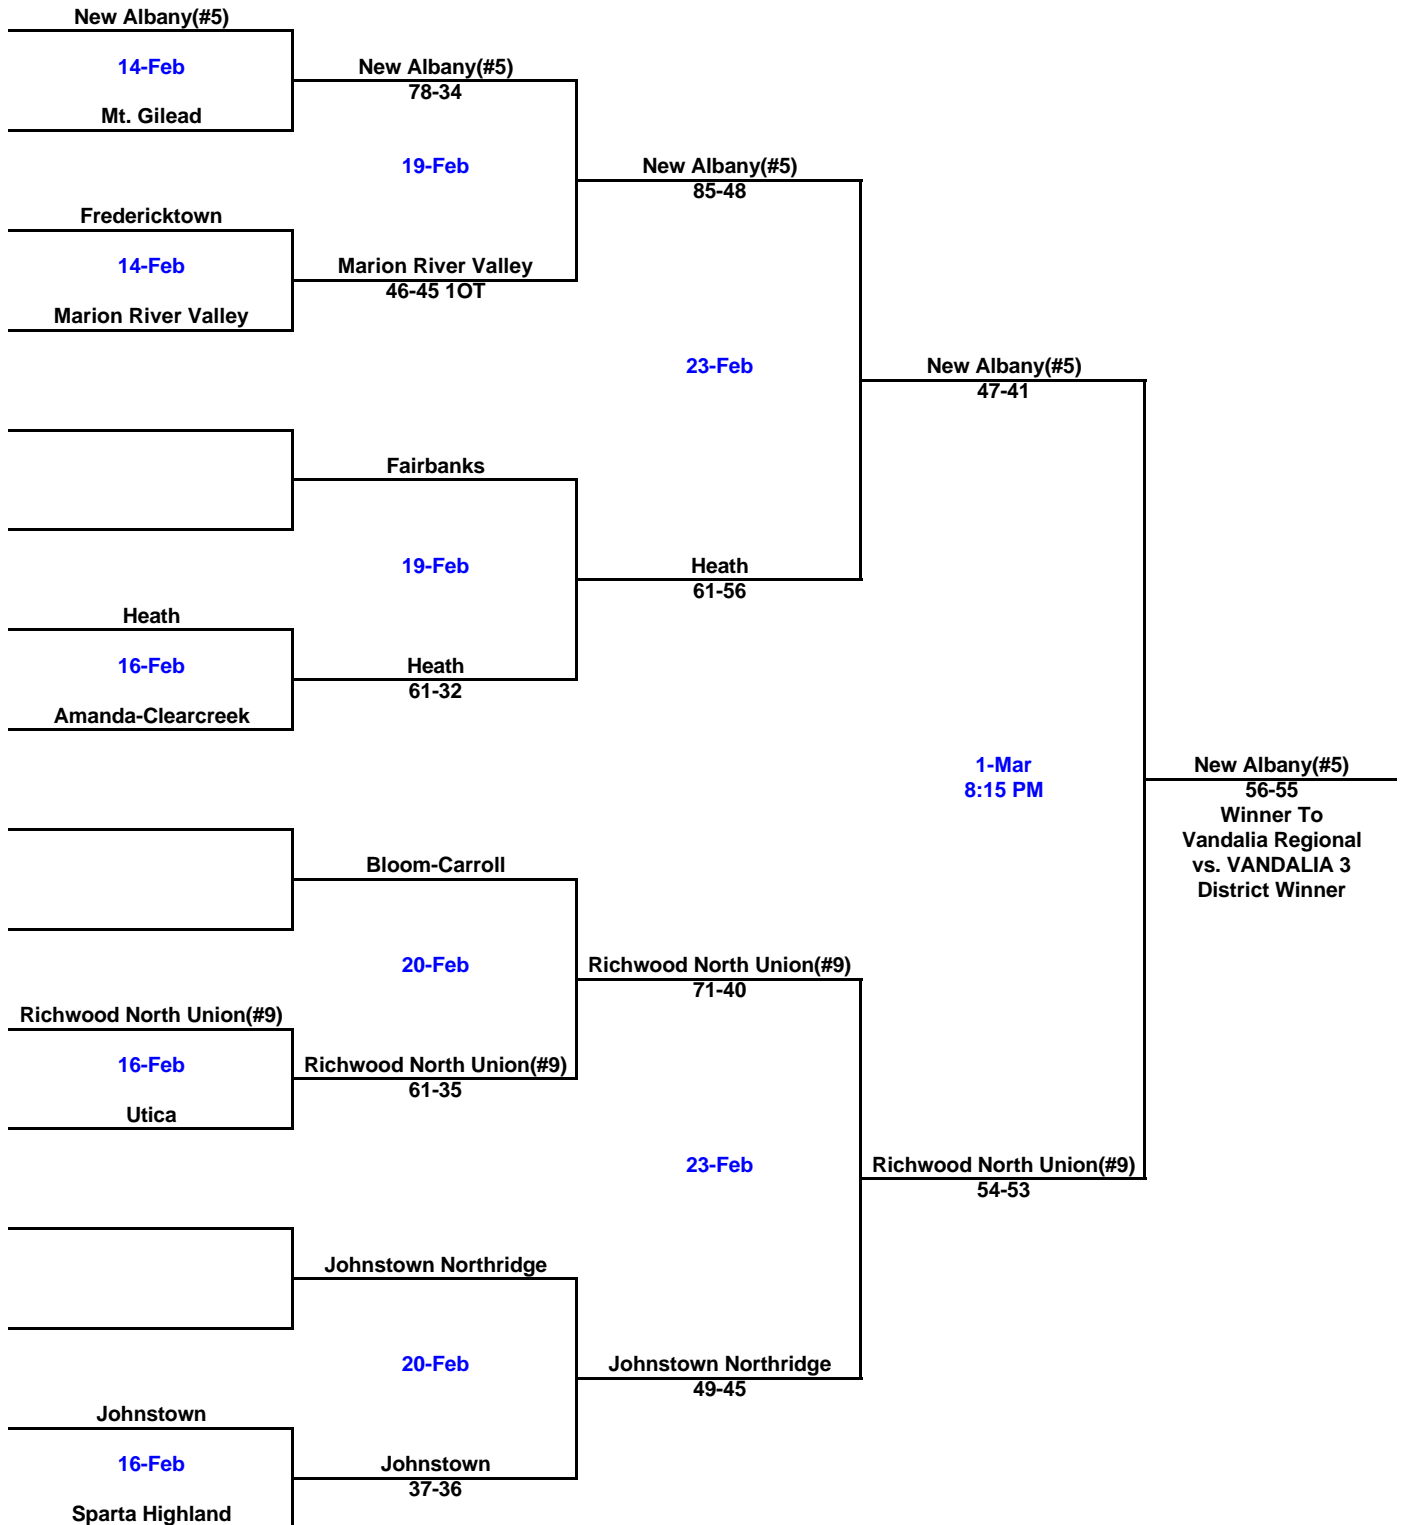 New Albany(#5)
14-Feb
New Albany(#5)
78-34
Mt. Gilead
19-Feb
New Albany(#5)
85-48
Fredericktown
14-Feb
Marion River Valley
46-45 1OT
Marion River Valley
23-Feb
New Albany(#5)
47-41
Fairbanks
19-Feb
Heath
61-56
Heath
16-Feb
Heath
61-32
Amanda-Clearcreek
1-Mar
8:15 PM
New Albany(#5)
56-55
Winner To
Vandalia Regional
vs. VANDALIA 3
District Winner
Bloom-Carroll
20-Feb
Richwood North Union(#9)
71-40
Richwood North Union(#9)
16-Feb
Richwood North Union(#9)
61-35
Utica
23-Feb
Richwood North Union(#9)
54-53
Johnstown Northridge
20-Feb
Johnstown Northridge
49-45
Johnstown
16-Feb
Johnstown
37-36
Sparta Highland